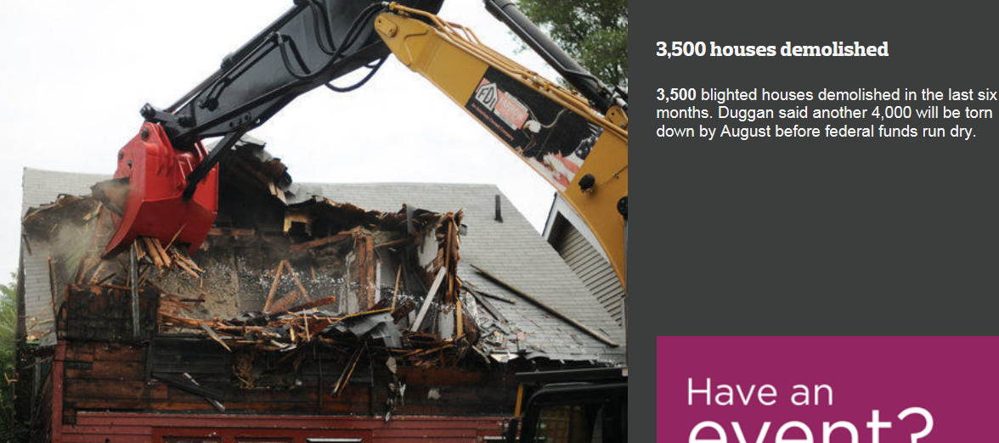 3,500 houses demolished
3,500 blighted houses demolished in the last six
months. Duggan said another 4,000 will be torn
down by August before federal funds run dry.
FDI
Have an
event?